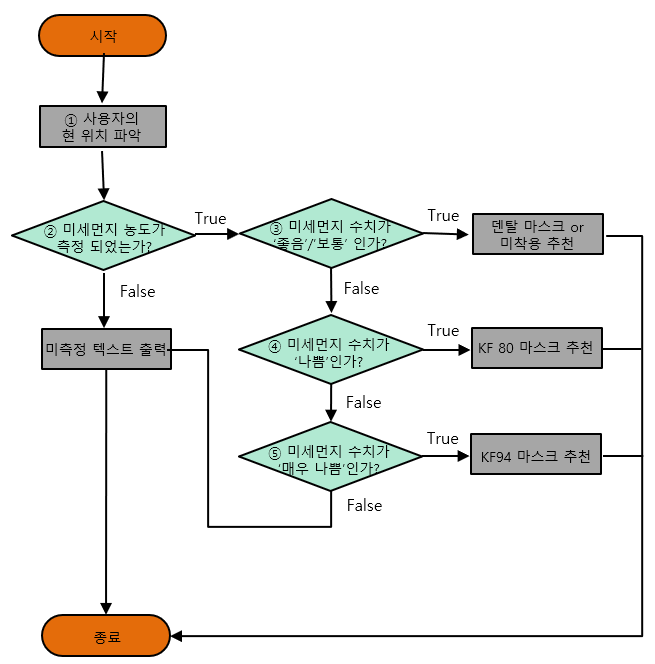 시작
① 사용자의
현 위치 파악
② 미세먼지 농도가
측정 되었는가?
True
③ 미세먼지 수치가
‘좋음’/’보통’ 인가?
True
덴탈 마스크 or
미착용 추천
False
False
미측정 텍스트 출력
④ 미세먼지 수치가
‘나쁨’인가?
True
KF 80 마스크 추천
False
⑤ 미세먼지 수치가
‘매우 나쁨’인가?
True
KF94 마스크 추천
False
종료